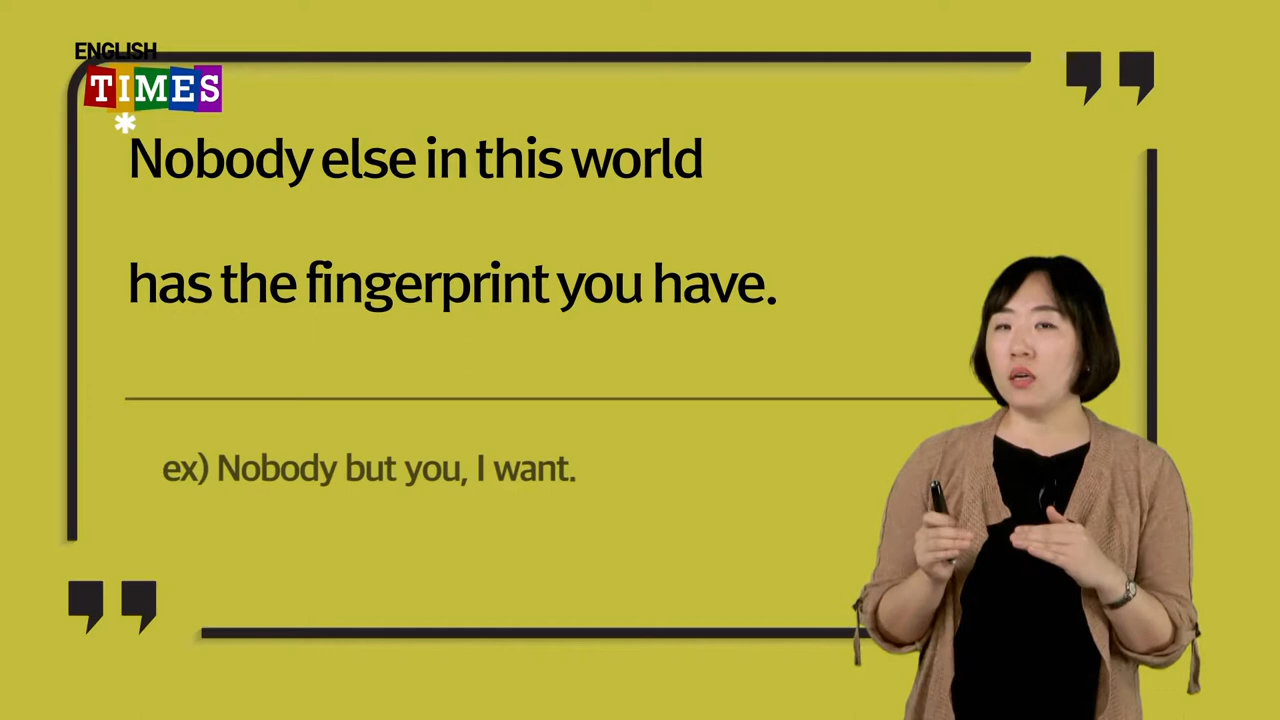 ENGLISH
TIMES
Nobody else in this world
has the fingerprint you have.
ex) Nobody but you, I want.